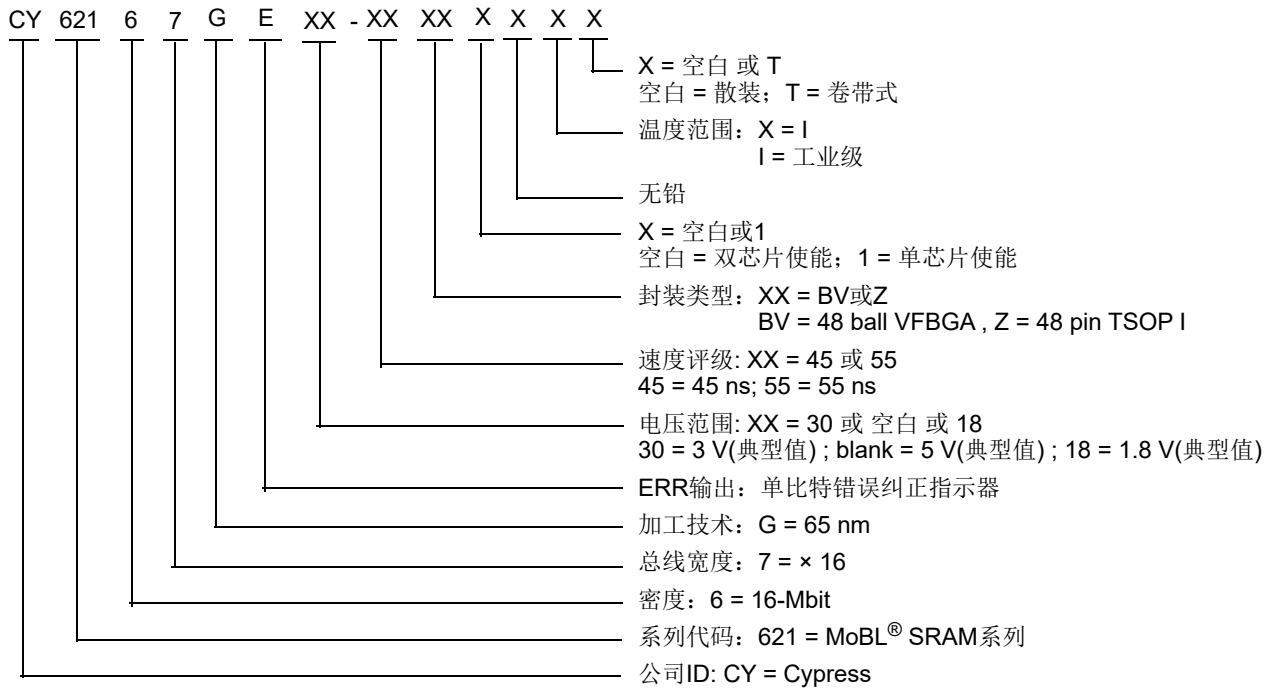 CY 621 6 7 G E XX - XX XX X X X X
X = 空白 或 T
空白 = 散装；T = 卷带式
温度范围：X = I
I = 工业级
无铅
X = 空白或1
空白 = 双芯片使能；1 = 单芯片使能
封装类型：XX = BV或Z
BV = 48 ball VFBGA , Z = 48 pin TSOP I
速度评级: XX = 45 或 55
45 = 45 ns; 55 = 55 ns
电压范围: XX = 30 或 空白 或 18
30 = 3 V(典型值) ; blank = 5 V(典型值) ; 18 = 1.8 V(典型值)
ERR输出：单比特错误纠正指示器
加工技术：G = 65 nm
总线宽度：7 = × 16
密度：6 = 16-Mbit
系列代码：621 = MoBL® SRAM系列
公司ID: CY = Cypress